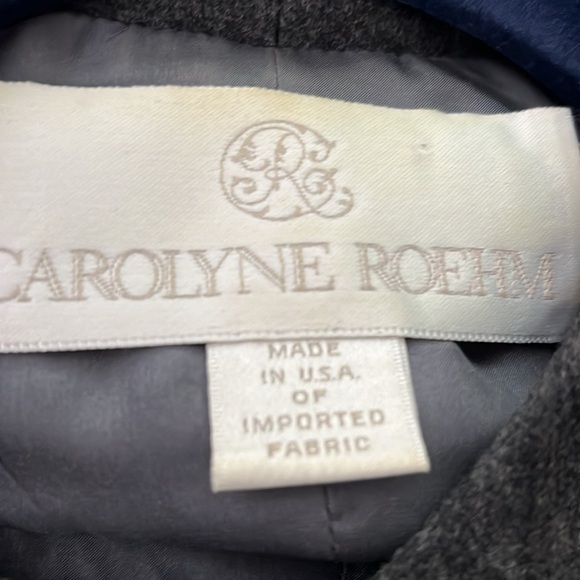 CAROLYNE ROEHM
MADE
IN U.S.A.
OF
IMPORTED
FABRIC